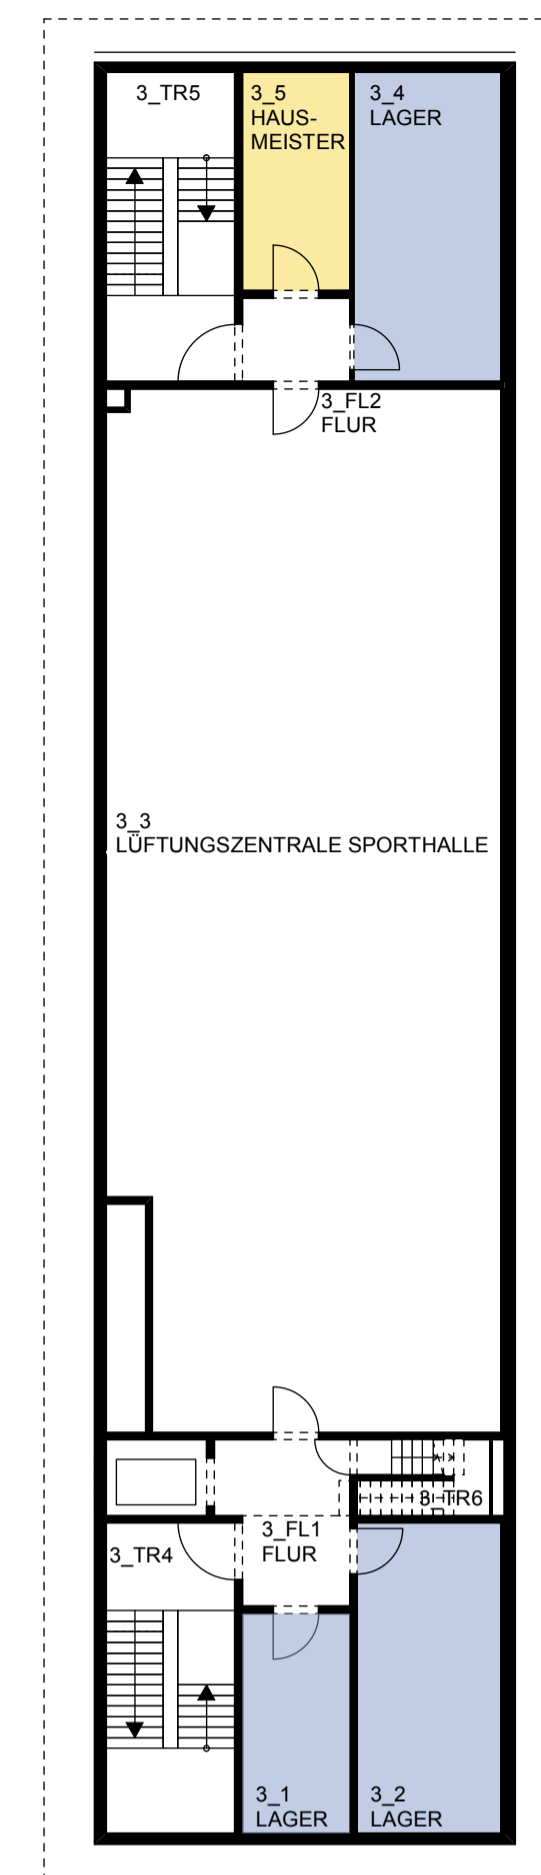 3_TR5
3_5
HAUS-
MEISTER
3_4
LAGER
3_FL2
FLUR
3_3
LÜFTUNGSZENTRALE SPORTHALLE
3_TR6
3_FL1
FLUR
3_TR4
3_1
LAGER
3_2
LAGER